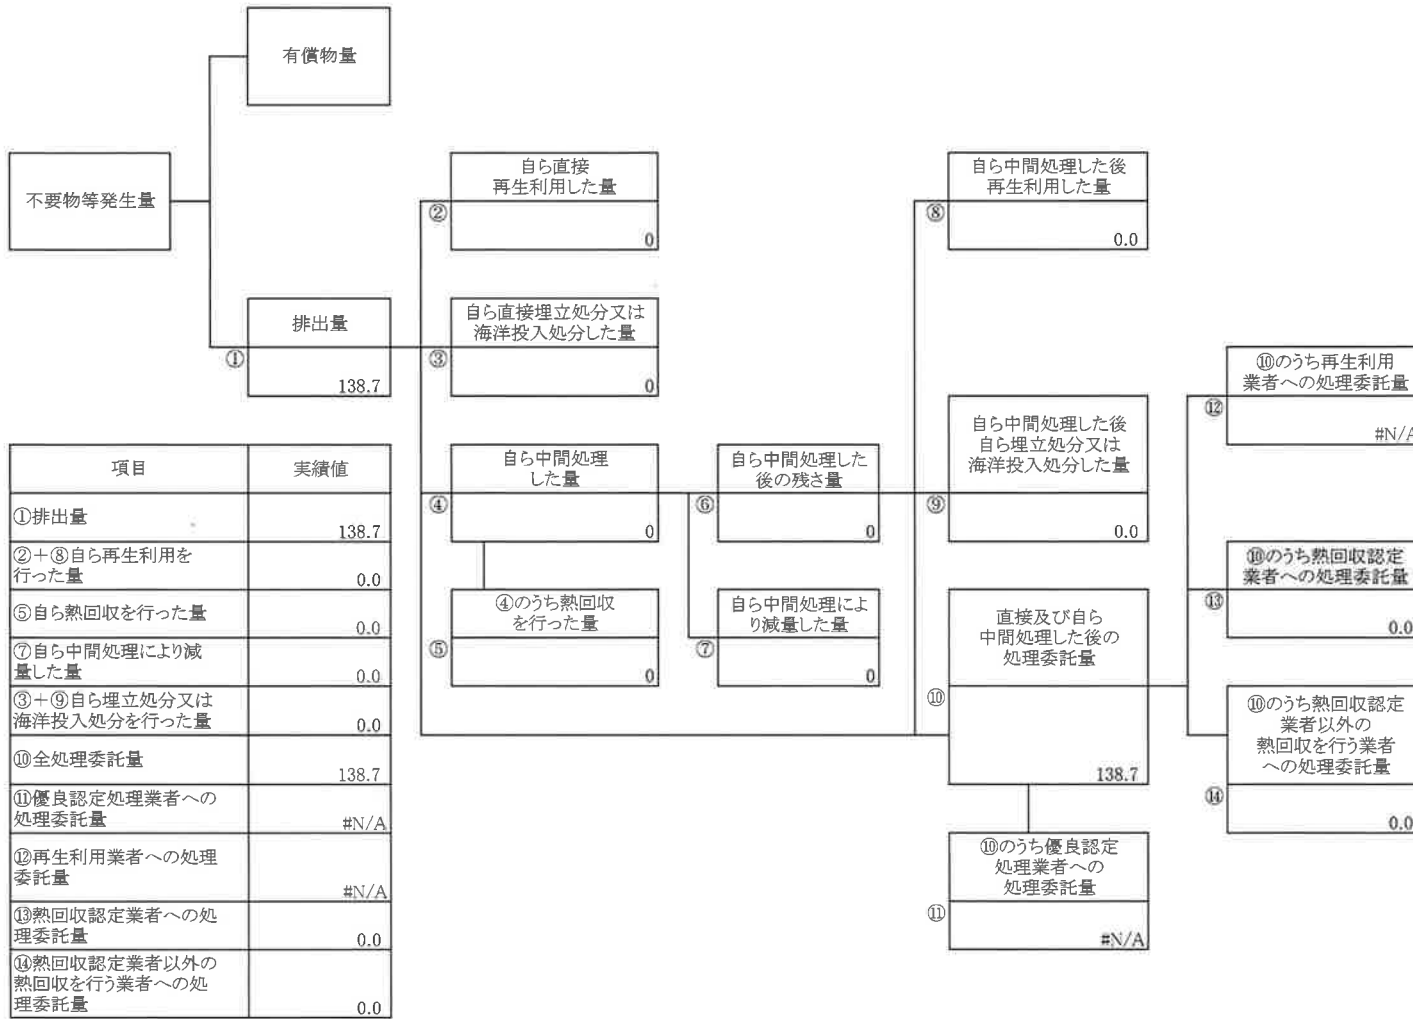 有償物量
不要物等発生量
自ら直接
再生利用した量
②
0
自ら中間処理した後
再生利用した量
⑧
0.0
排出量
①
138.7
自ら直接埋立処分又は
海洋投入処分した量
③
0
⑩のうち再生利用
業者への処理委託量
⑫
#N/A
自ら中間処理
した量
④
0
自ら中間処理した
後の残さ量
⑥
0
自ら中間処理した後
自ら埋立処分又は
海洋投入処分した量
⑨
0.0
⑩のうち熱回収認定
業者への処理委託量
⑬
0.0
④のうち熱回収
を行った量
⑤
0
自ら中間処理によ
り減量した量
⑦
0
直接及び自ら
中間処理した後の
処理委託量
⑩
138.7
⑩のうち熱回収認定
業者以外の
熱回収を行う業者
への処理委託量
⑭
0.0
⑩のうち優良認定
処理業者への
処理委託量
⑪
#N/A
項目 実績値
①排出量
138.7
②+⑧自ら再生利用を
行った量
0.0
⑤自ら熱回収を行った量
0.0
⑦自ら中間処理により減
量した量
0.0
③+⑨自ら埋立処分又は
海洋投入処分を行った量
0.0
⑩全処理委託量
138.7
⑪優良認定処理業者への
処理委託量
#N/A
⑫再生利用業者への処理
委託量
#N/A
⑬熱回収認定業者への処
理委託量
0.0
⑭熱回収認定業者以外の
熱回収を行う業者への処
理委託量
0.0